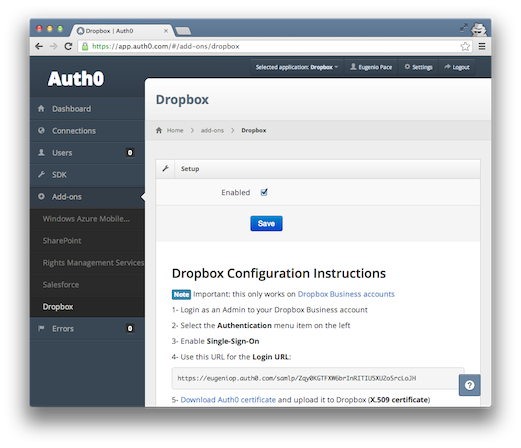 Dropbox | Auth0
https://app.auth0.com/#/add-ons/dropbox
Auth0
Selected application: Dropbox
Eugenio Pace
Settings
Logout
Dashboard
Connections
Users 0
SDK
Add-ons
Windows Azure Mobile...
SharePoint
Rights Management Services
Salesforce
Dropbox
Errors 0
Dropbox
Home > add-ons > Dropbox
Setup
Enabled
Save
Dropbox Configuration Instructions
Note Important: this only works on Dropbox Business accounts
1- Login as an Admin to your Dropbox Business account
2- Select the Authentication menu item on the left
3- Enable Single-Sign-On
4- Use this URL for the Login URL:
https://eugeniop.auth0.com/samlp/Zqy0KGTFXW6brInRITIUSXU2oSrcLoJH
5- Download Auth0 certificate and upload it to Dropbox (X.509 certificate)
?